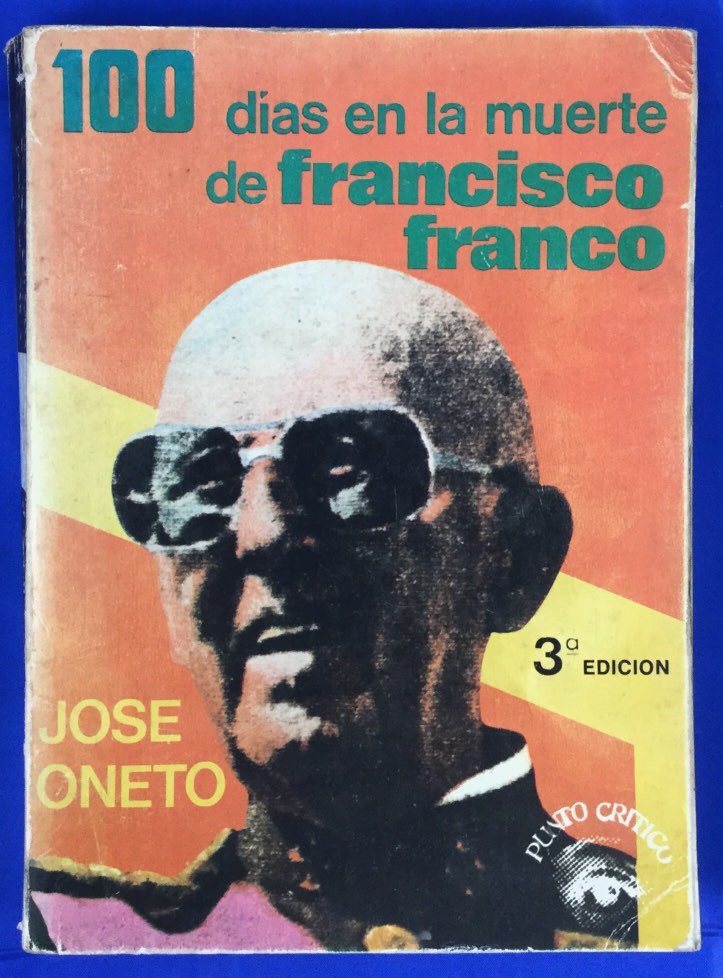 100 días en la muerte
de francisco
franco
3ª EDICION
JOSE
ONETO
PUNTO CRITICO